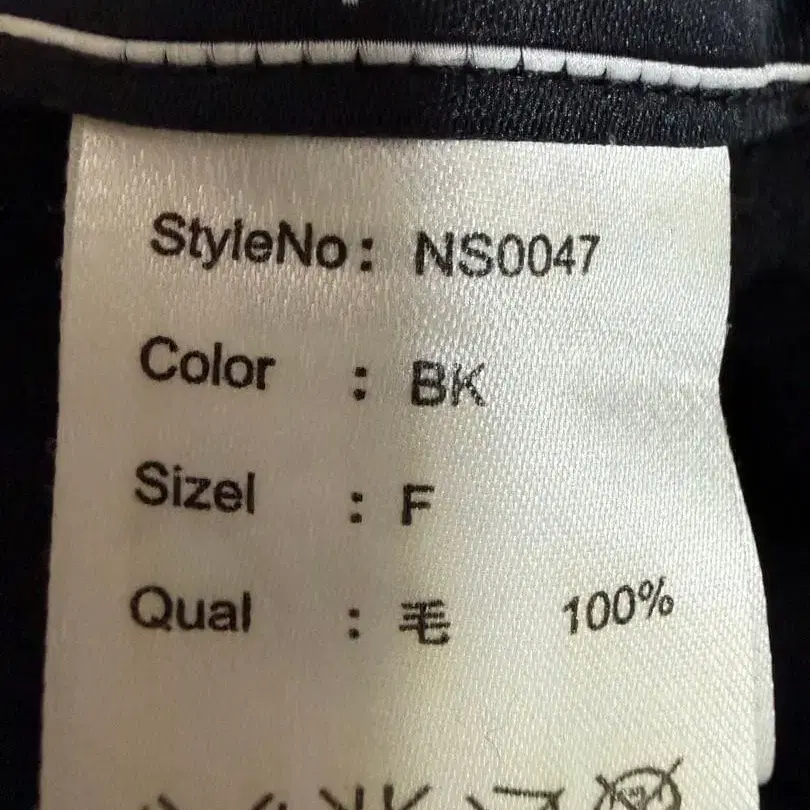 StyleNo: NS0047
Color : BK
Sizel : F
Qual : 毛 100%